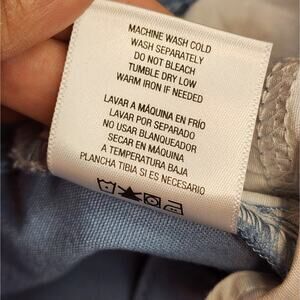 MACHINE WASH COLD
WASH SEPARATELY
DO NOT BLEACH
TUMBLE DRY LOW
WARM IRON IF NEEDED
LAVAR A MÁQUINA EN FRÍO
LAVAR POR SEPARADO
NO USAR BLANQUEADOR
SECAR EN MÁQUINA
A TEMPERATURA BAJA
PLANCHA TIBIA SI ES NECESARIO